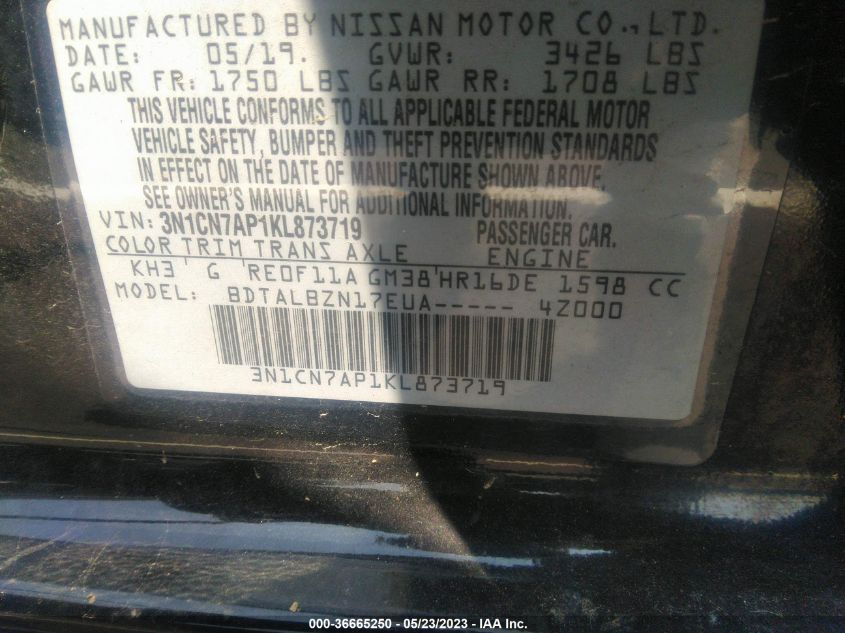 MANUFACTURED BY NISSAN MOTOR CO., LTD.
DATE: 05/19. GVWR: 3426 LBS
GAWR FR: 1750 LBS GAWR RR: 1708 LBS
THIS VEHICLE CONFORMS TO ALL APPLICABLE FEDERAL MOTOR
VEHICLE SAFETY, BUMPER AND THEFT PREVENTION STANDARDS
IN EFFECT ON THE DATE OF MANUFACTURE SHOWN ABOVE.
SEE OWNER'S MANUAL FOR ADDITIONAL INFORMATION.
VIN: 3N1CN7AP1KL873719 PASSENGER CAR.
COLOR TRIM TRANS AXLE ENGINE
KH3 G RE0F11A GM38 HR16DE 1598 CC
MODEL: BDTALBZN17EUA----- 4Z000
3N1CN7AP1KL873719
000-36665250 - 05/23/2023 - IAA Inc.